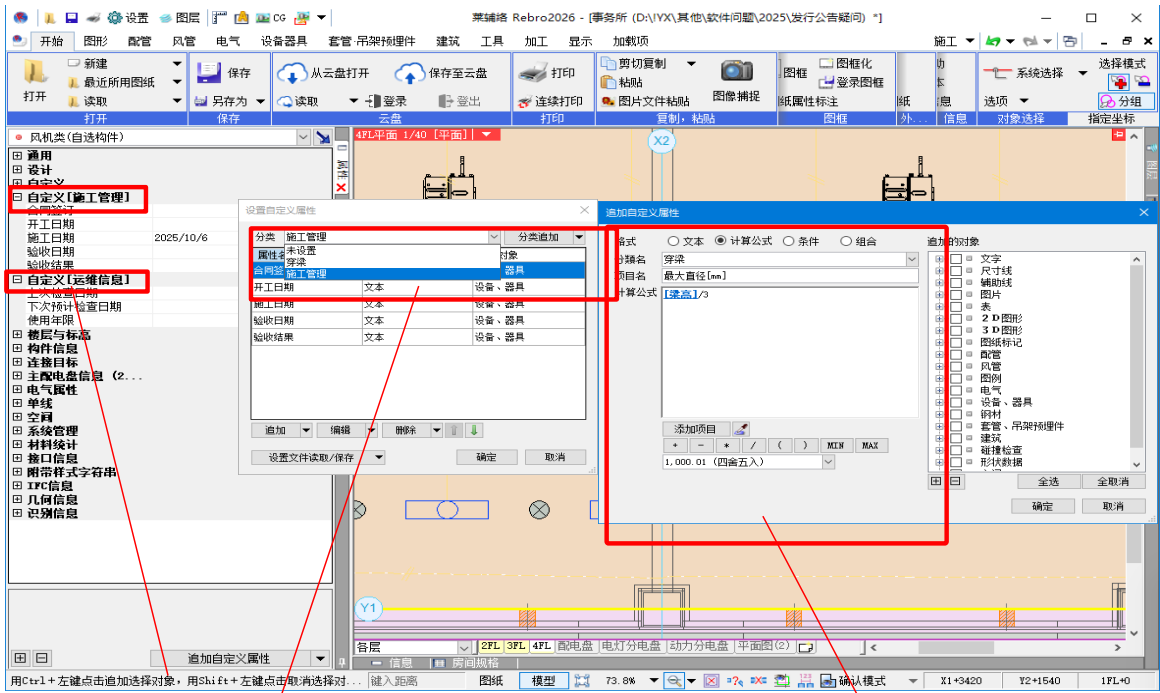 设置
图层
CG
莱辅络 Rebro2026 - [事务所 (D:\!YX\其他\软件问题\2025\发行公告疑问) *]
开始 图形 配管 风管 电气 设备器具 套管·吊架预埋件 建筑 工具 加工 显示 加载项
施工
打开
新建
最近所用图纸
读取
打开
保存
另存为
保存
从云盘打开
保存至云盘
读取
登录
登出
云盘
打印
连续打印
打印
剪切复制
粘贴
图片文件粘贴
图像捕捉
复制，粘贴
图框
图框化
登录图框
纸属性标注
图框
纸
外...
信息
系统选择
选项
对象选择
选择模式
分组
指定坐标
风机类(自选构件)
通用
设计
自定义
自定义[施工管理]
合同签订
开工日期
施工日期 2025/10/6
验收日期
验收结果
自定义[运维信息]
上次检查日期
下次预计检查日期
使用年限
楼层与标高
构件信息
连接目标
主配电盘信息 (2...
电气属性
单线
空间
系统管理
材料统计
接口信息
附带样式字符串
IFC信息
几何信息
识别信息
追加自定义属性
属性
4FL平面 1/40 [平面]
X2
图层
Y1
设置自定义属性
分类 施工管理 分类追加
未设置
穿梁
施工管理
开工日期 文本 设备、器具
施工日期 文本 设备、器具
验收日期 文本 设备、器具
验收结果 文本 设备、器具
追加 编辑 删除
设置文件读取/保存 确定 取消
追加自定义属性
格式 文本 计算公式 条件 组合
分类名 穿梁
项目名 最大直径[mm]
计算公式 [梁高]/3
添加项目
+ - * / ( ) MIN MAX
1,000.01 (四舍五入)
追加的对象
文字
尺寸线
辅助线
图片
表
2D图形
3D图形
图纸标记
配管
风管
图例
电气
设备、器具
钢材
套管、吊架预埋件
建筑
碰撞检查
形状数据
全选 全取消
确定 取消
各层
2FL 3FL 4FL 配电盘 电灯分电盘 动力分电盘 平面图(2)
信息 房间规格
用Ctrl＋左键点击追加选择对象，用Shift＋左键点击取消选择对... 键入距离 图纸 模型 73.8% 确认模式 X1+3420 Y2+1540 1FL+0